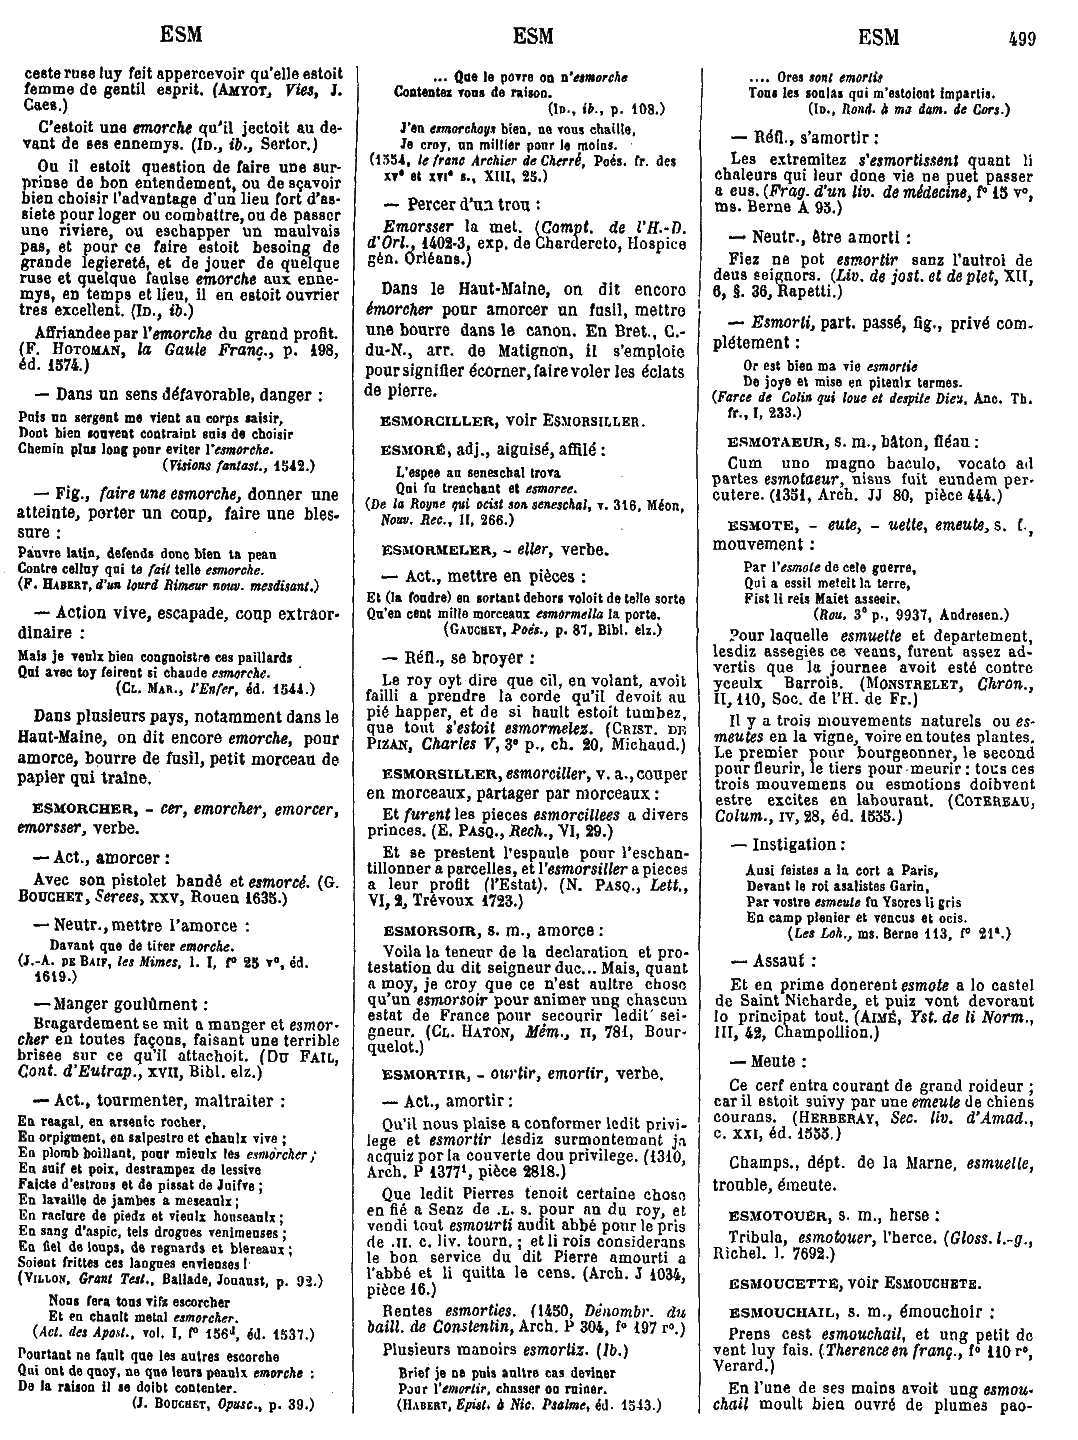 ESM
ESM
ESM
499
ceste ruse luy feit appercevoir qu'elle estoit
femme de gentil esprit. (AMYOT, Vies, J.
Caes.)
C'estoit une emorche qu'il jectoit au de-
vant de ses ennemys. (ID., ib., Sertor.)
Ou il estoit question de faire une sur-
prinse de bon entendement, ou de sçavoir
bien choisir l'advantage d'un lieu fort d'as-
siete pour loger ou combattre, ou de passer
une riviere, ou eschapper un maulvais
pas, et pour ce faire estoit besoing de
grande legiereté, et de jouer de quelque
ruse et quelque faulse emorche aux enne-
mys, en temps et lieu, il en estoit ouvrier
tres excellent. (ID., ib.)
Affriandee par l'emorche du grand profit.
(F. HOTOMAN, la Gaule Franç., p. 198,
éd. 1574.)
— Dans un sens défavorable, danger :
Puis un sergent me vient au corps saisir,
Dont bien souvent contraint suis de choisir
Chemin plus long pour eviter l'esmorche.
(Visions fantast., 1542.)
— Fig., faire une esmorche, donner une
atteinte, porter un coup, faire une bles-
sure :
Pauvre latin, defends donc bien ta peau
Contre celluy qui te fait telle esmorche.
(F. HABERT, d'un lourd Rimeur nouv. mesdisant.)
— Action vive, escapade, coup extraor-
dinaire :
Mais je veulx bien congnoistre ces paillards
Qui avec toy feirent si chaude esmorche.
(CL. MAR., l'Enfer, éd. 1544.)
Dans plusieurs pays, notamment dans le
Haut-Maine, on dit encore emorche, pour
amorce, bourre de fusil, petit morceau de
papier qui traîne.
ESMORCHER, - cer, emorcher, emorcer,
emorsser, verbe.
— Act., amorcer :
Avec son pistolet bandé et esmorcé. (G.
BOUCHET, Serees, XXV, Rouen 1635.)
— Neutr., mettre l'amorce :
Davant que de tirer emorche.
(J.-A. DE BAIF, les Mimes, l. I, f° 25 v°, éd.
1619.)
— Manger goulûment :
Bragardement se mit a manger et esmor-
cher en toutes façons, faisant une terrible
brisee sur ce qu'il attachoit. (DU FAIL,
Cont. d'Eutrap., XVII, Bibl. elz.)
— Act., tourmenter, maltraiter :
En reagal, en arsenic rocher,
En orpigment, en salpestre et chaulx vive ;
En plomb boillant, pour mieulx les esmorcher ;
En suif et poix, destrampez de lessive
Faicte d'estrons et de pissat de Juifve ;
En lavaille de jambes a meseaulx ;
En raclure de piedz et vieulx houseaulx ;
En sang d'aspic, tels drogues venimeuses ;
En fiel de loups, de regnards et blereaux ;
Soient frittes ces langues envieuses !
(VILLON, Grant Test., Ballade, Jouaust, p. 92.)
Nous fera tous vifz escorcher
Et en chault metal esmorcher.
(Act. des Apost., vol. I, f° 156ᵈ, éd. 1537.)
Pourtant ne fault que les autres escorche
Qui ont de quoy, ne que leurs peaulx emorche :
De la raison il se doibt contenter.
(J. BOUCHET, Opusc., p. 39.)
... Que le povre on n'esmorche
Contentez vous de raison.
(ID., ib., p. 108.)
J'en esmorchoys bien, ne vous chaille,
Je croy, un millier pour le moins.
(1554, le franc Archier de Cherré, Poés. fr. des
XVᵉ et XVIᵉ s., XIII, 25.)
— Percer d'un trou :
Emorsser la met. (Compt. de l'H.-D.
d'Orl., 1402-3, exp. de Chardereto, Hospice
gén. Orléans.)
Dans le Haut-Maine, on dit encore
émorcher pour amorcer un fusil, mettre
une bourre dans le canon. En Bret., C.-
du-N., arr. de Matignon, il s'emploie
pour signifier écorner, faire voler les éclats
de pierre.
ESMORCILLER, voir ESMORSILLER.
ESMORÉ, adj., aiguisé, affilé :
L'espee au seneschal trova
Qui fu trenchant et esmoree.
(De la Royne qui ocist son seneschal, v. 316, Méon,
Nouv. Rec., II, 266.)
ESMORMELER, - eller, verbe.
— Act., mettre en pièces :
Et (la foudre) en sortant dehors voloit de telle sorte
Qu'en cent mille morceaux esmormella la porte.
(GAUCHET, Poés., p. 87, Bibl. elz.)
— Réfl., se broyer :
Le roy oyt dire que cil, en volant, avoit
failli a prendre la corde qu'il devoit au
pié happer, et de si hault estoit tumbez,
que tout s'estoit esmormelez. (CRIST. DE
PIZAN, Charles V, 3ᵉ p., ch. 20, Michaud.)
ESMORSILLER, esmorciller, v. a., couper
en morceaux, partager par morceaux :
Et furent les pieces esmorcillees a divers
princes. (E. PASQ., Rech., VI, 29.)
Et se prestent l'espaule pour l'eschan-
tillonner a parcelles, et l'esmorsiller a pieces
a leur profit (l'Estat). (N. PASQ., Lett.,
VI, 2, Trévoux 1723.)
ESMORSOIR, s. m., amorce :
Voila la teneur de la declaration et pro-
testation du dit seigneur duc... Mais, quant
a moy, je croy que ce n'est aultre chose
qu'un esmorsoir pour animer ung chascun
estat de France pour secourir ledit sei-
gneur. (CL. HATON, Mém., II, 781, Bour-
quelot.)
ESMORTIR, - ourtir, emortir, verbe.
— Act., amortir :
Qu'il nous plaise a conformer ledit privi-
lege et esmortir lesdiz surmontemant ja
acquiz por la couverte dou privilege. (1310,
Arch. P 1377¹, pièce 2818.)
Que ledit Pierres tenoit certaine chose
en fié a Senz de .L. s. pour an du roy, et
vendi tout esmourti audit abbé pour le pris
de .II. c. liv. tourn. ; et li rois considerans
le bon service du dit Pierre amourti a
l'abbé et li quitta le cens. (Arch. J 1034,
pièce 16.)
Rentes esmorties. (1450, Dénombr. du
baill. de Constentin, Arch. P 304, f° 197 r°.)
Plusieurs manoirs esmortiz. (Ib.)
Brief je ne puis aultre cas deviner
Pour l'emortir, chasser ou ruiner.
(HABERT, Epist. à Nic. Psalme, éd. 1543.)
.... Ores sont emortis
Tous les soulas qui m'estoient impartis.
(ID., Rond. à ma dam. de Cors.)
— Réfl., s'amortir :
Les extremitez s'esmortissent quant li
chaleurs qui leur done vie ne puet passer
a eus. (Frag. d'un liv. de médecine, f° 15 v°,
ms. Berne A 95.)
— Neutr., être amorti :
Fiez ne pot esmortir sanz l'autroi de
deus seignors. (Liv. de jost. et de plet, XII,
6, §. 36, Rapetti.)
— Esmorti, part. passé, fig., privé com-
plétement :
Or est bien ma vie esmortie
De joye et mise en piteulx termes.
(Farce de Colin qui loue et despite Dieu, Anc. Th.
fr., I, 233.)
ESMOTAEUR, s. m., bâton, fléau :
Cum uno magno baculo, vocato ad
partes esmotaeur, nisus fuit eundem per-
cutere. (1351, Arch. JJ 80, pièce 444.)
ESMOTE, - eute, - uette, emeute, s. f.,
mouvement :
Par l'esmote de cele guerre,
Qui a essil meteit la terre,
Fist li reis Maiet asseeir.
(Rou, 3ᵉ p., 9937, Andresen.)
Pour laquelle esmuette et departement,
lesdiz assegies ce veans, furent assez ad-
vertis que la journee avoit esté contre
yceulx Barrois. (MONSTRELET, Chron.,
II, 110, Soc. de l'H. de Fr.)
Il y a trois mouvements naturels ou es-
meutes en la vigne, voire en toutes plantes.
Le premier pour bourgeonner, le second
pour fleurir, le tiers pour meurir : tous ces
trois mouvemens ou esmotions doibvent
estre excites en labourant. (COTEREAU,
Colum., IV, 28, éd. 1555.)
— Instigation :
Ausi feistes a la cort a Paris,
Devant le roi asalistes Garin,
Par vostre esmeute fu Ysores li gris
En camp plenier et vencus et ocis.
(Les Loh., ms. Berne 113, f° 21ᵃ.)
— Assaut :
Et en prime donerent esmote a lo castel
de Saint Nicharde, et puiz vont devorant
lo principat tout. (AIMÉ, Yst. de li Norm.,
III, 42, Champollion.)
— Meute :
Ce cerf entra courant de grand roideur ;
car il estoit suivy par une emeute de chiens
courans. (HERBERAY, Sec. liv. d'Amad.,
c. XXI, éd. 1555.)
Champs., dépt. de la Marne, esmuette,
trouble, émeute.
ESMOTOUER, s. m., herse :
Tribula, esmotouer, l'herce. (Gloss. l.-g.,
Richel. l. 7692.)
ESMOUCETTE, voir ESMOUCHETE.
ESMOUCHAIL, s. m., émouchoir :
Prens cest esmouchail, et ung petit de
vent luy fais. (Therence en franç., f° 110 r°,
Verard.)
En l'une de ses mains avoit ung esmou-
chail moult bien ouvré de plumes pao-